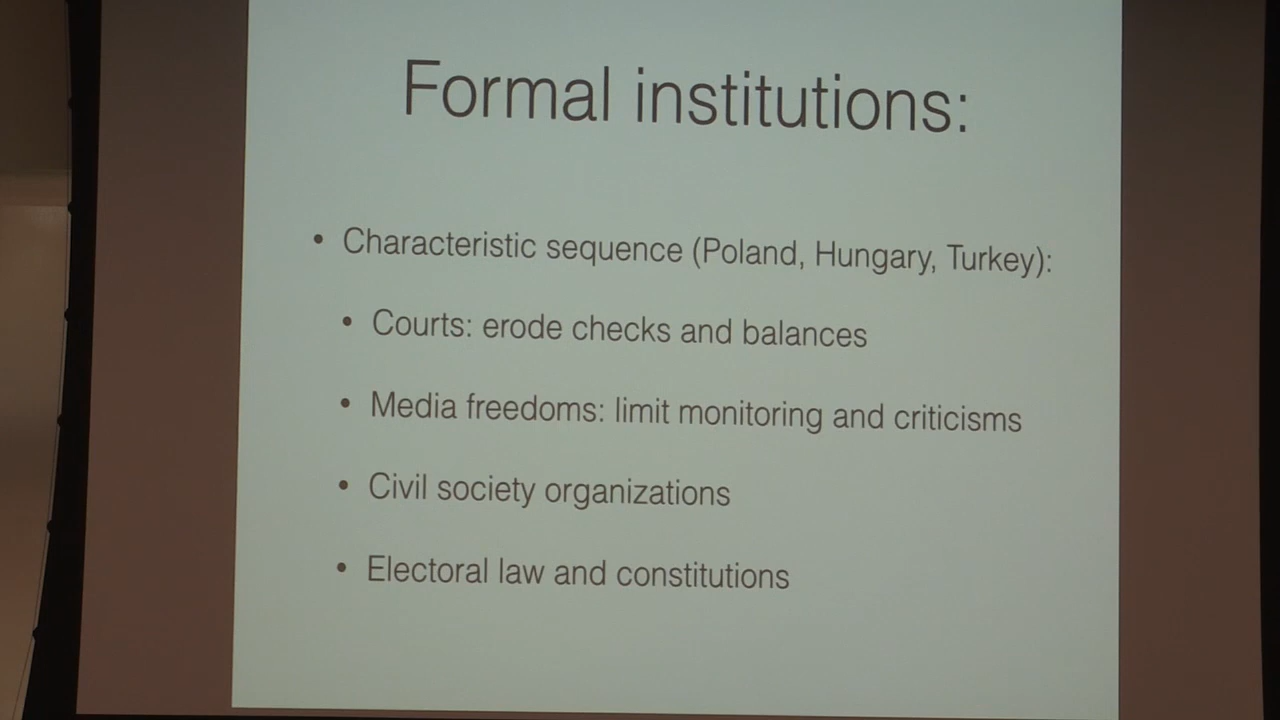 Formal institutions:
• Characteristic sequence (Poland, Hungary, Turkey):
• Courts: erode checks and balances
• Media freedoms: limit monitoring and criticisms
• Civil society organizations
• Electoral law and constitutions